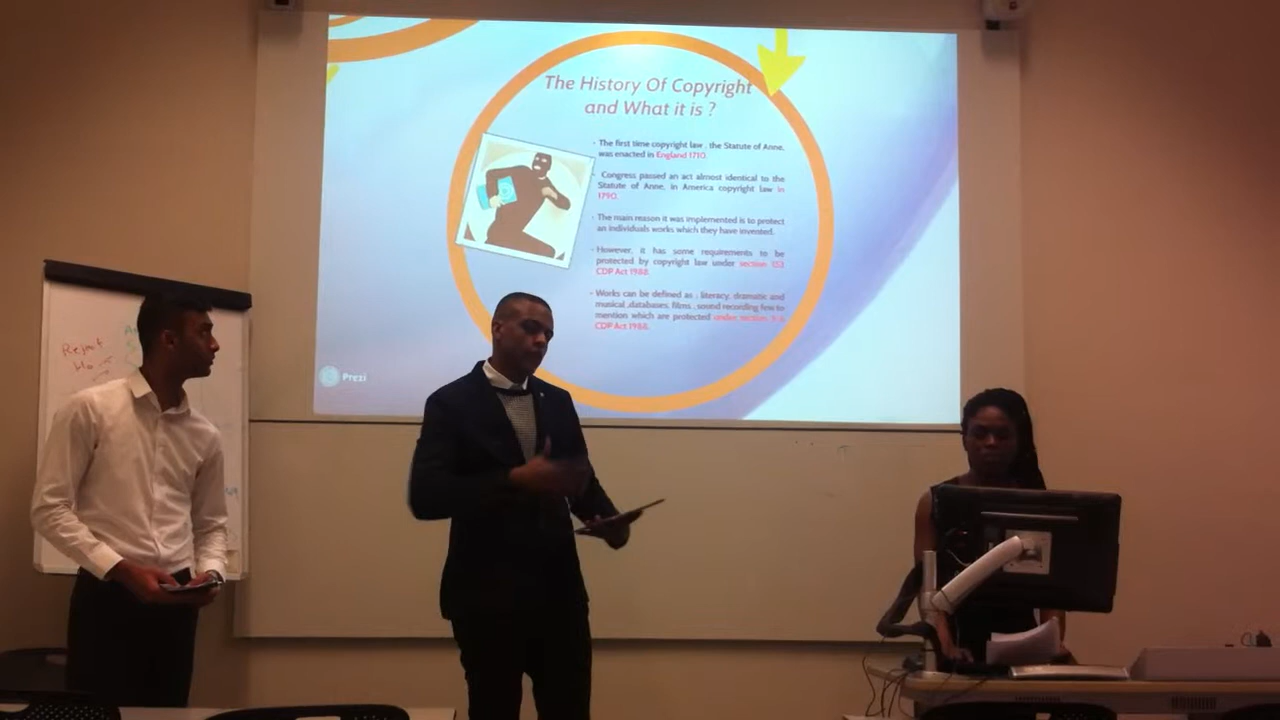 The History Of Copyright
and What it is ?
- The first time copyright law , the Statute of Anne,
was enacted in England 1710.
- Congress passed an act almost identical to the
Statute of Anne, in America copyright law in
1790.
- The main reason it was implemented is to protect
an individuals works which they have invented.
- However, it has some requirements to be
protected by copyright law under section
CDP Act 1988.
- Works can be defined as : literacy, dramatic and
musical ,databases, films , sound recording few to
mention which are protected under section
CDP Act 1988.
Prezi